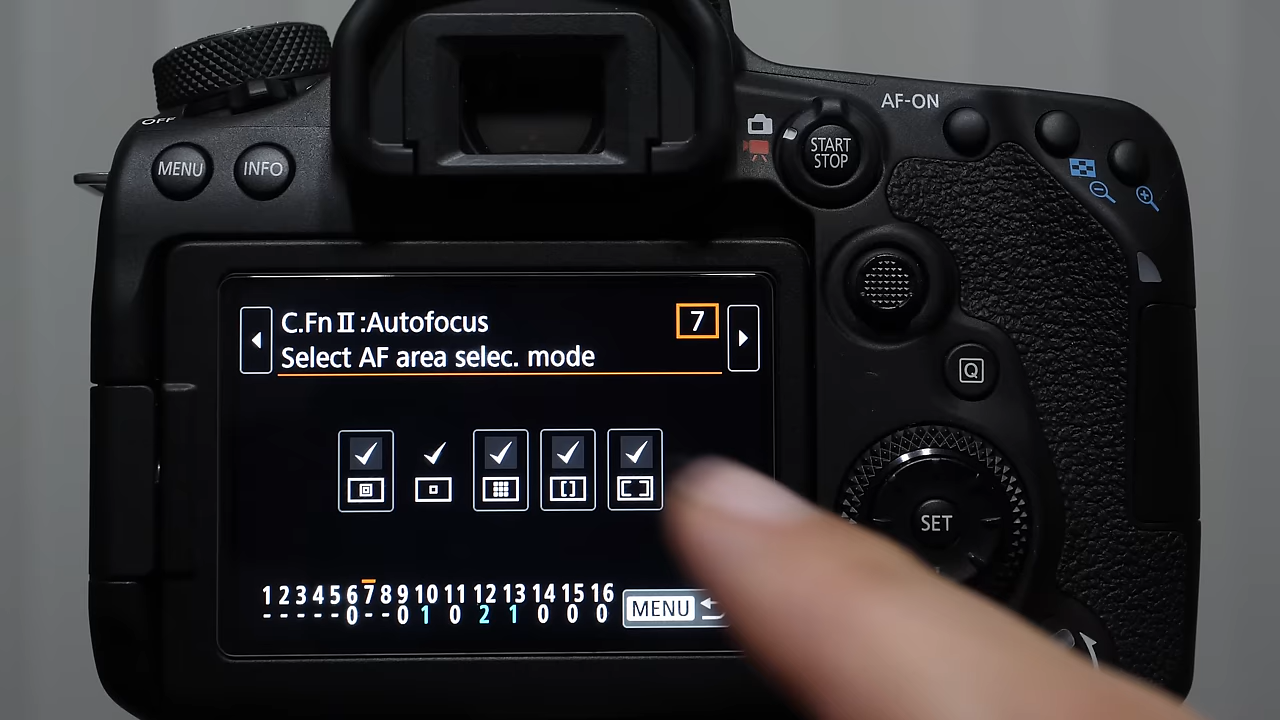 OFF
MENU INFO
START
STOP
AF-ON
C.Fn II :Autofocus 7
Select AF area selec. mode
Q
SET
1 2 3 4 5 6 7 8 9 10 11 12 13 14 15 16
- - - - - 0 - - 0 1 0 2 1 0 0 0
MENU